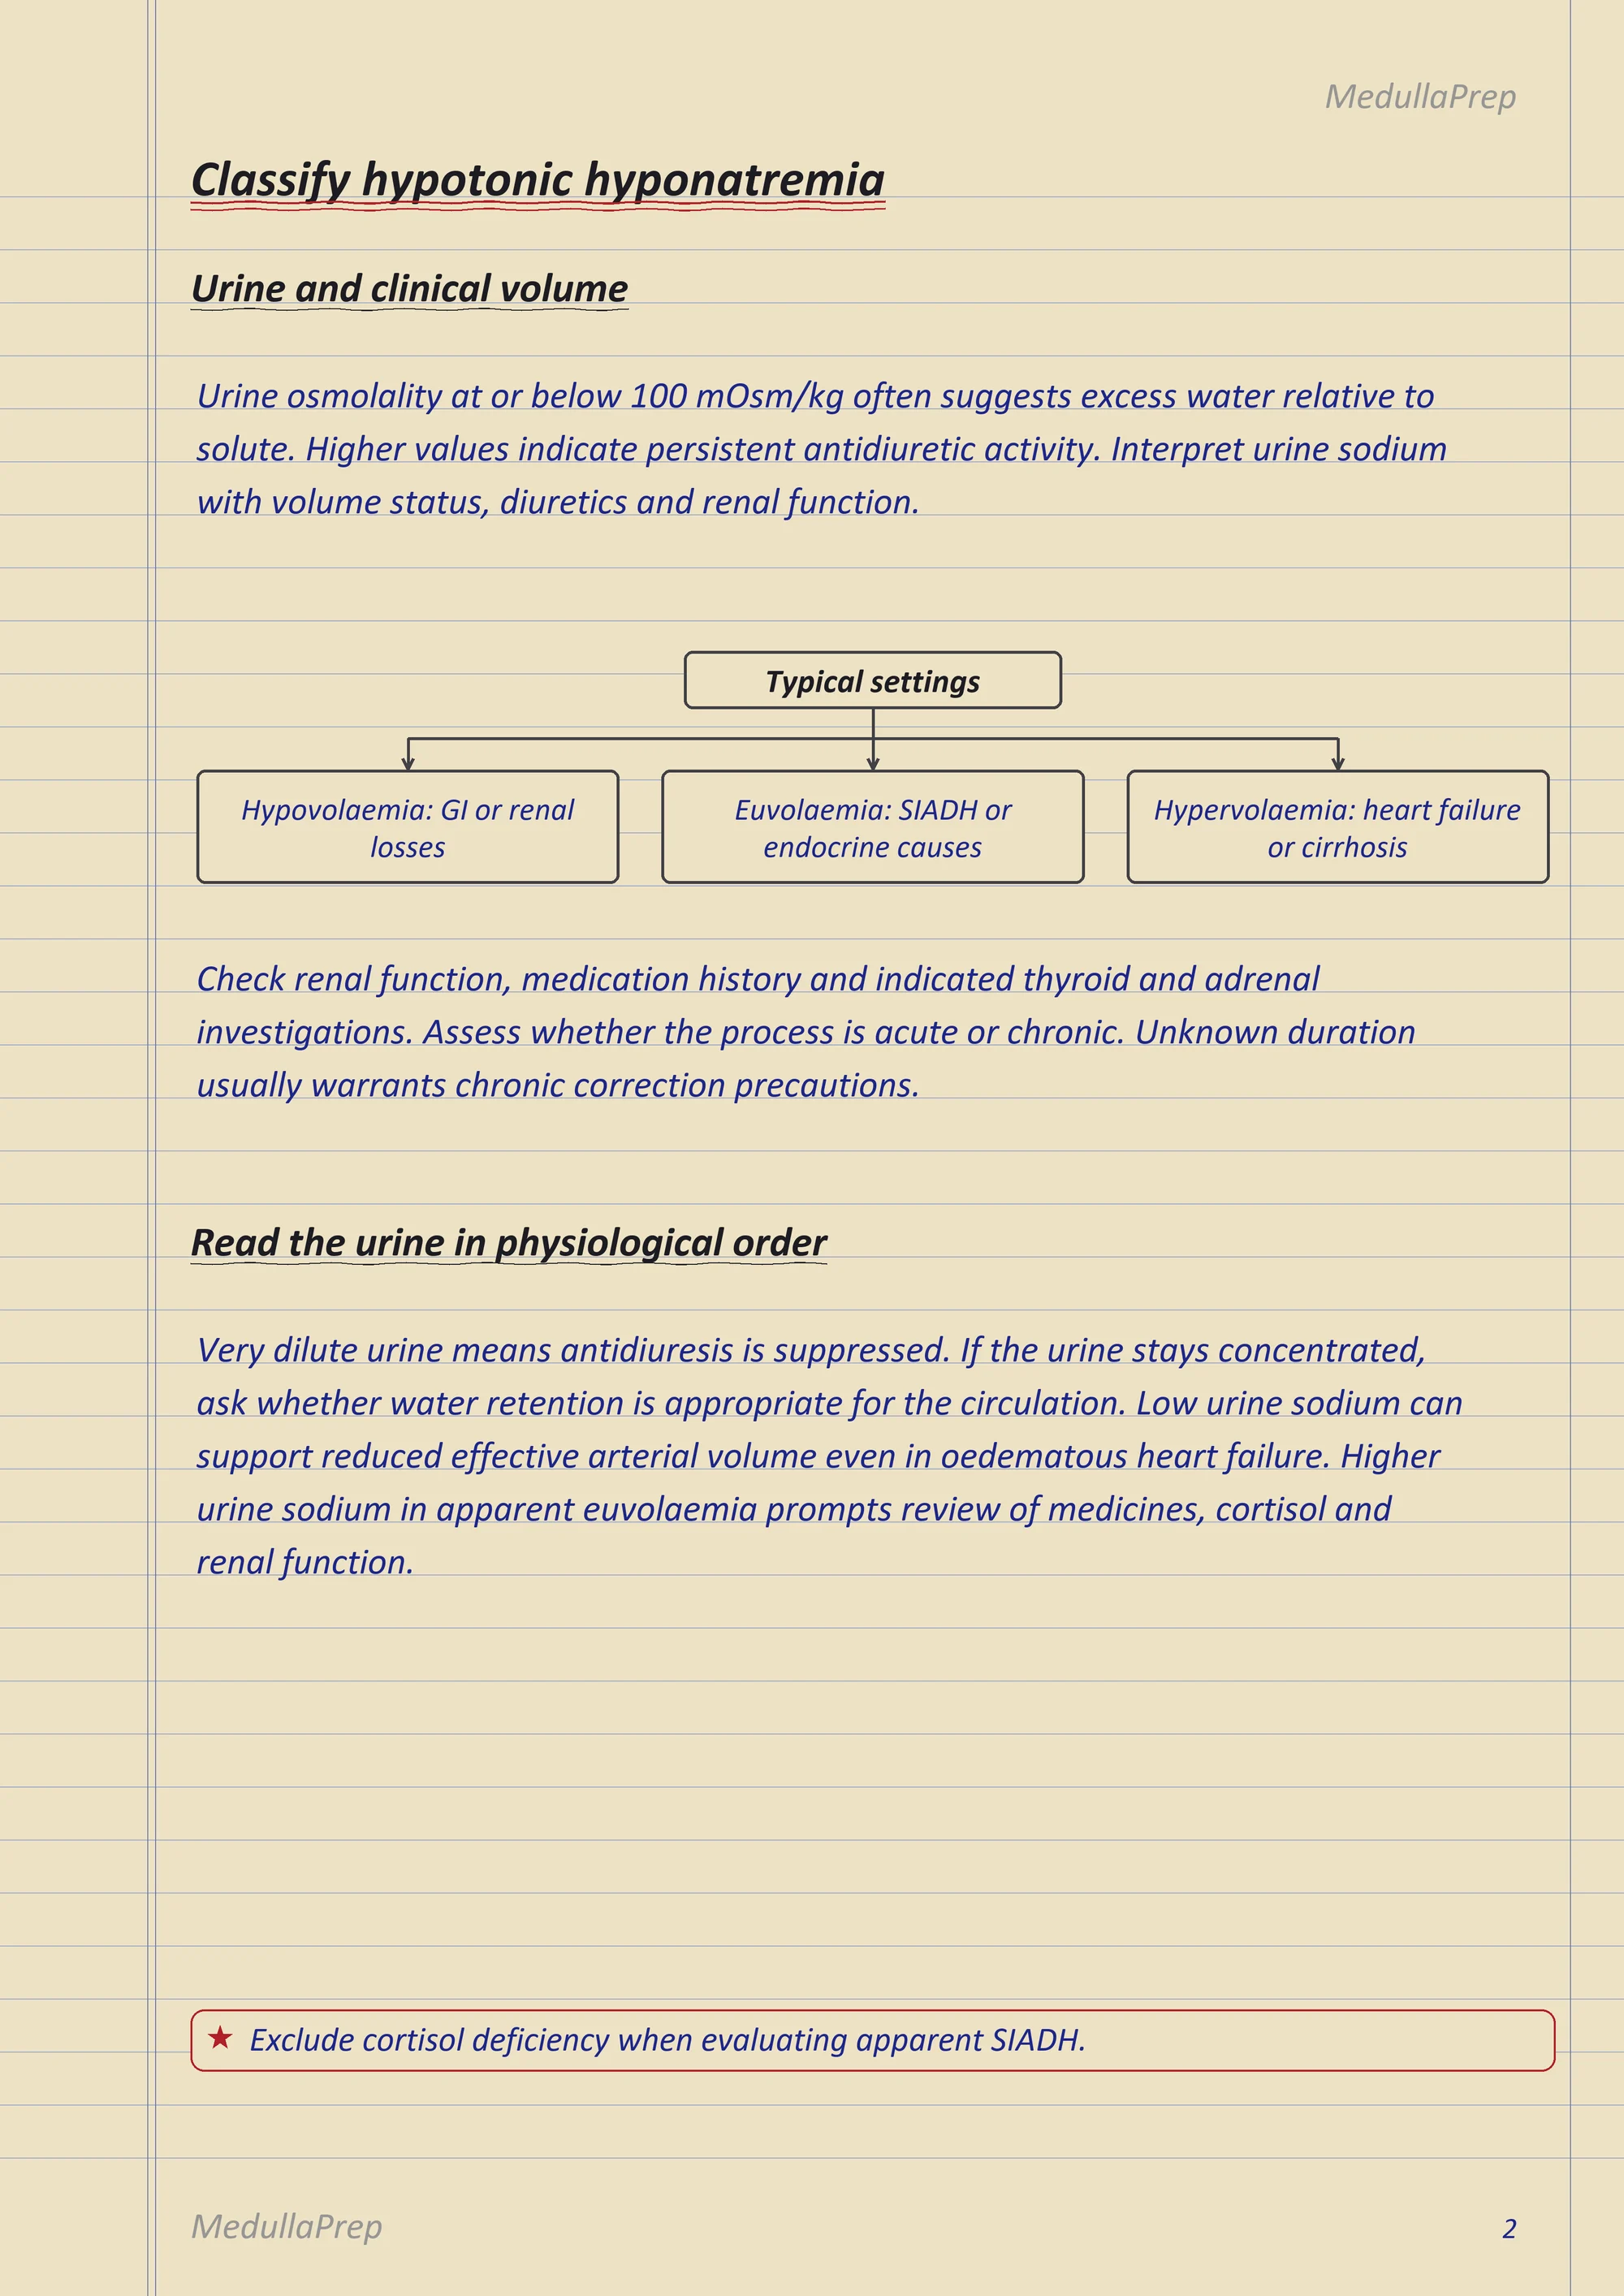 MedullaPrep
Classify hypotonic hyponatremia
Urine and clinical volume
Urine osmolality at or below 100 mOsm/kg often suggests excess water relative to
solute. Higher values indicate persistent antidiuretic activity. Interpret urine sodium
with volume status, diuretics and renal function.
Typical settings
Hypovolaemia: GI or renal
losses
Euvolaemia: SIADH or
endocrine causes
Hypervolaemia: heart failure
or cirrhosis
Check renal function, medication history and indicated thyroid and adrenal
investigations. Assess whether the process is acute or chronic. Unknown duration
usually warrants chronic correction precautions.
Read the urine in physiological order
Very dilute urine means antidiuresis is suppressed. If the urine stays concentrated,
ask whether water retention is appropriate for the circulation. Low urine sodium can
support reduced effective arterial volume even in oedematous heart failure. Higher
urine sodium in apparent euvolaemia prompts review of medicines, cortisol and
renal function.
★ Exclude cortisol deficiency when evaluating apparent SIADH.
MedullaPrep
2